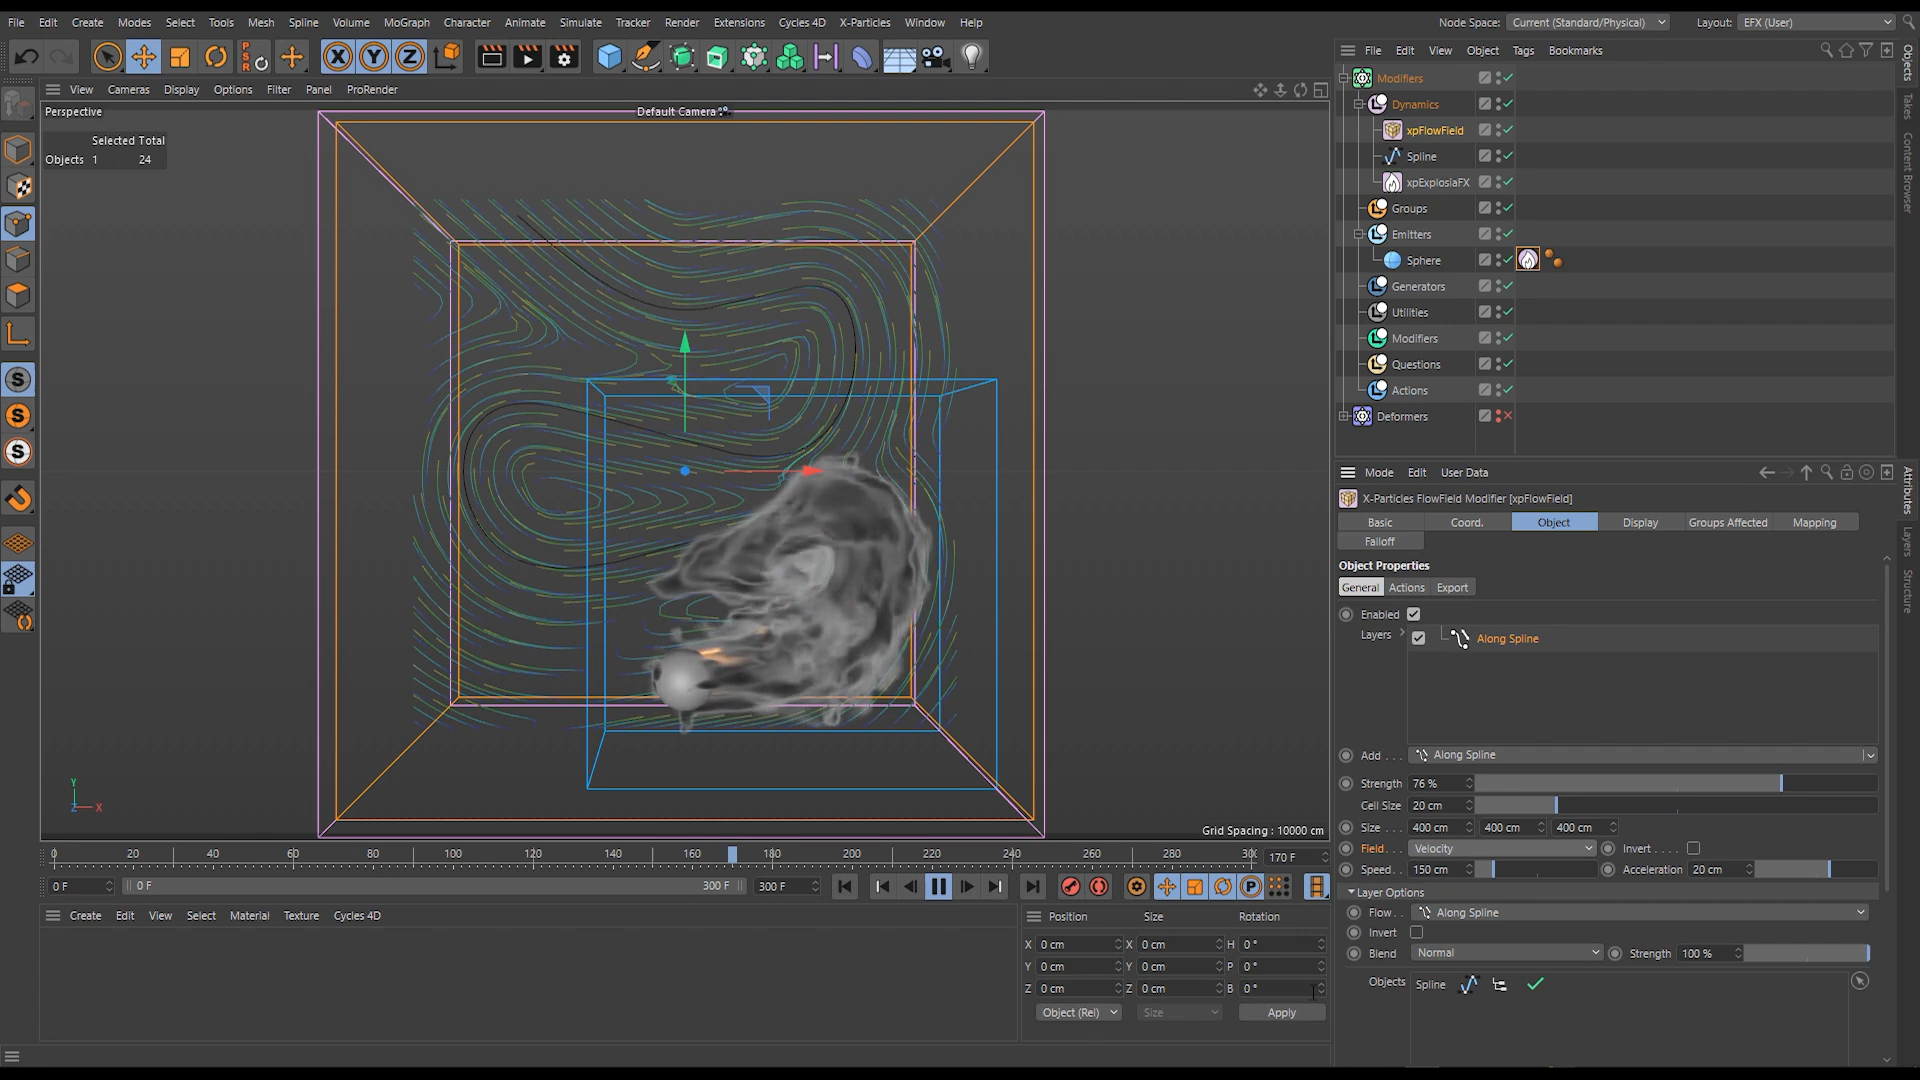 File Edit Create Modes Select Tools Mesh Spline Volume MoGraph Character Animate Simulate Tracker Render Extensions Cycles 4D X-Particles Window Help Node Space: Current (Standard/Physical) Layout: EFX (User)
PSR X Y Z
File Edit View Object Tags Bookmarks
View Cameras Display Options Filter Panel ProRender
Perspective Default Camera
Selected Total
Objects 1 24
Modifiers
Dynamics
xpFlowField
Spline
xpExplosiaFX
Groups
Emitters
Sphere
Generators
Utilities
Modifiers
Questions
Actions
Deformers
Objects
Takes
Content Browser
S
S
S
Y
Z X
Grid Spacing : 10000 cm
Mode Edit User Data
X-Particles FlowField Modifier [xpFlowField]
Basic Coord. Object Display Groups Affected Mapping
Falloff
Object Properties
General Actions Export
Enabled
Layers Along Spline
Add . . . Along Spline
Strength 76 %
Cell Size 20 cm
Size . . . 400 cm 400 cm 400 cm
Field. . . Velocity Invert . . . .
Speed. . 150 cm Acceleration 20 cm
Layer Options
Flow . . Along Spline
Invert
Blend Normal Strength 100 %
Objects Spline
Attributes
Layers
Structure
0 20 40 60 80 100 120 140 160 180 200 220 240 260 280 30 170 F
0 F 0 F 300 F 300 F P
Create Edit View Select Material Texture Cycles 4D
Position Size Rotation
X 0 cm X 0 cm H 0 °
Y 0 cm Y 0 cm P 0 °
Z 0 cm Z 0 cm B 0 °
Object (Rel) Size Apply